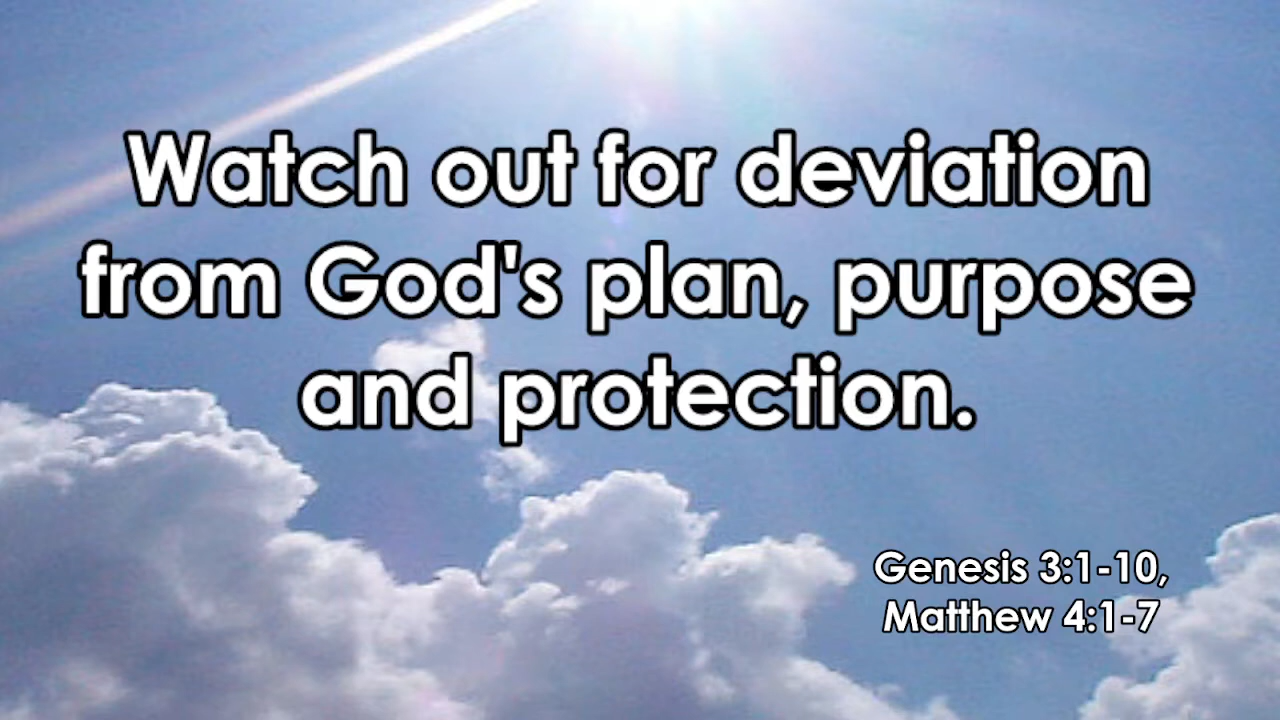 Watch out for deviation
from God's plan, purpose
and protection.
Genesis 3:1-10,
Matthew 4:1-7